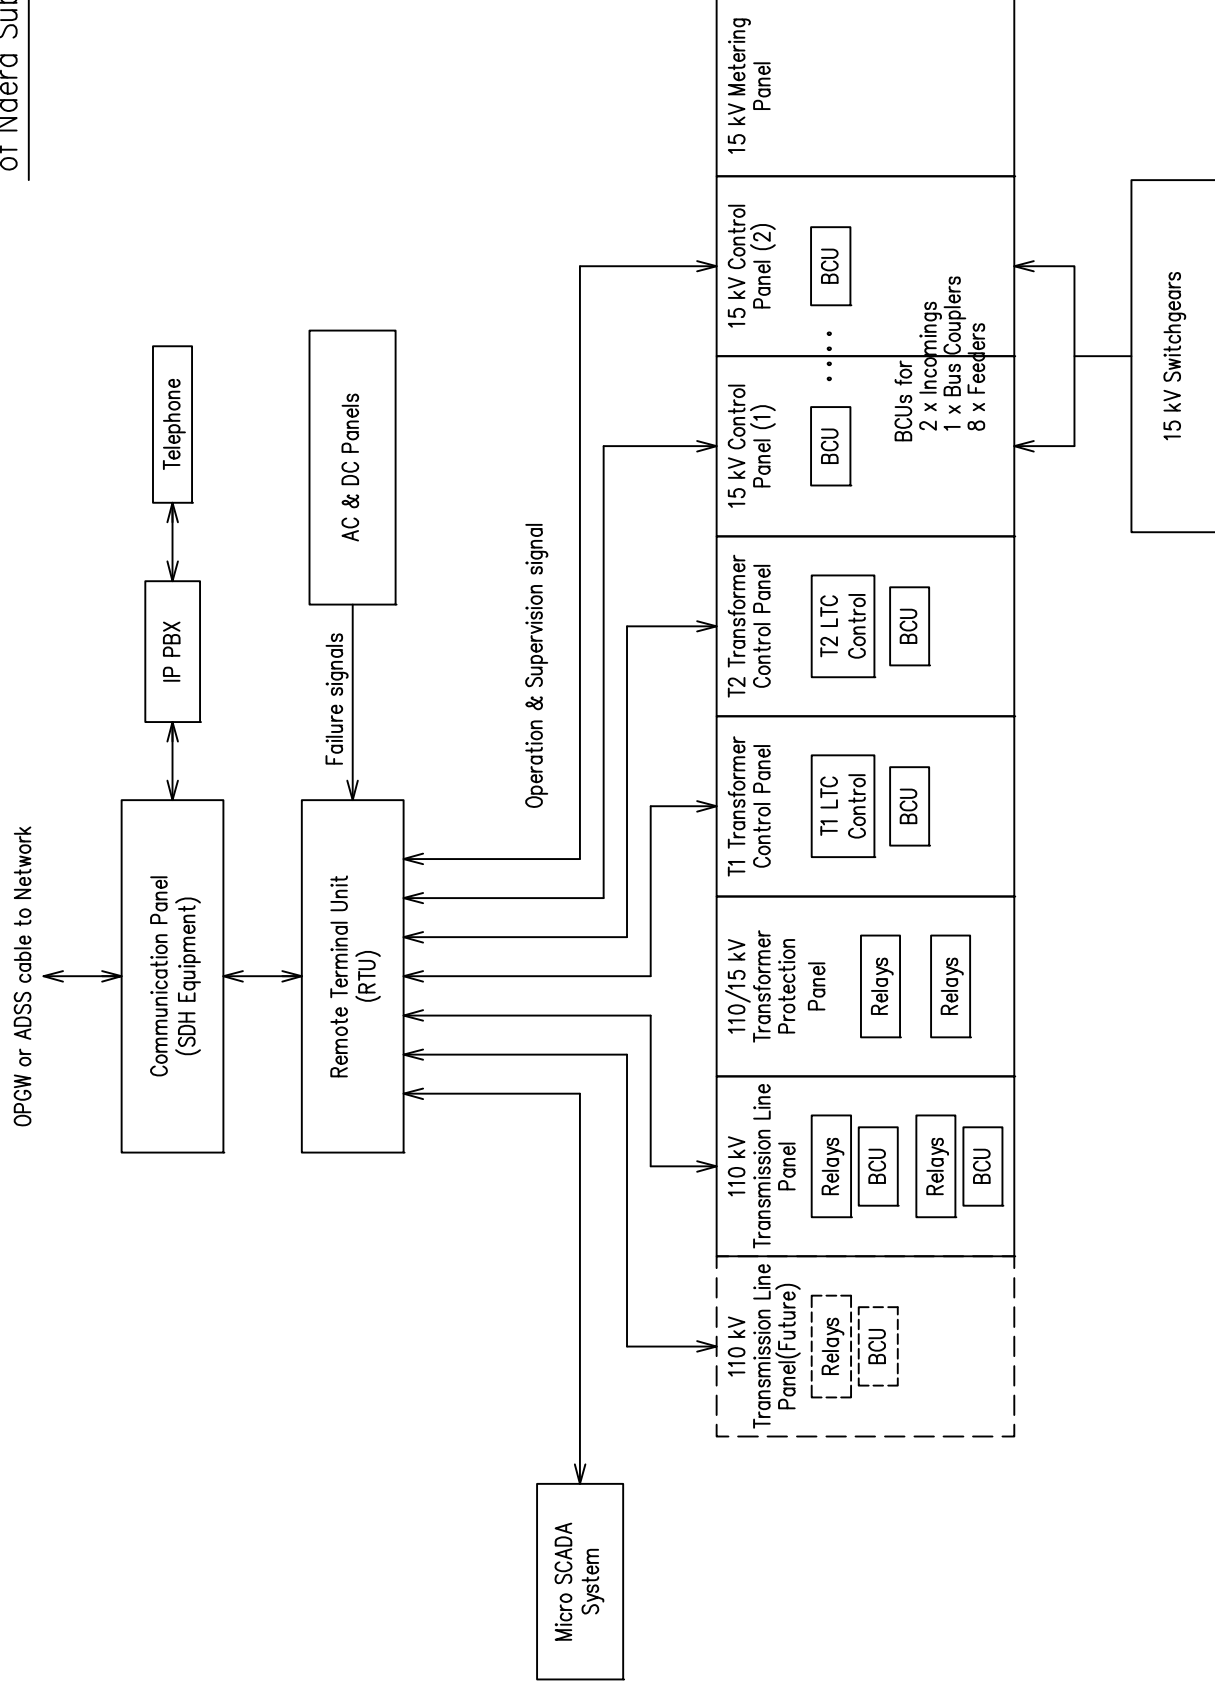 of Ndera
OPGW or ADSS cable to Network
Communication Panel
(SDH Equipment)
IP PBX
Telephone
Remote Terminal Unit
(RTU)
Failure signals
AC & DC Panels
Operation & Supervision signal
Micro SCADA
System
110 kV
Transmission Line
Panel(Future)
Relays
BCU
110 kV
Transmission Line
Panel
Relays
BCU
Relays
BCU
110/15 kV
Transformer
Protection
Panel
Relays
Relays
T1 Transformer
Control Panel
T1 LTC
Control
BCU
T2 Transformer
Control Panel
T2 LTC
Control
BCU
15 kV Control
Panel (1)
BCU
....
15 kV Control
Panel (2)
BCU
BCUs for
2 x Incomings
1 x Bus Couplers
8 x Feeders
15 kV Metering
Panel
15 kV Switchgears